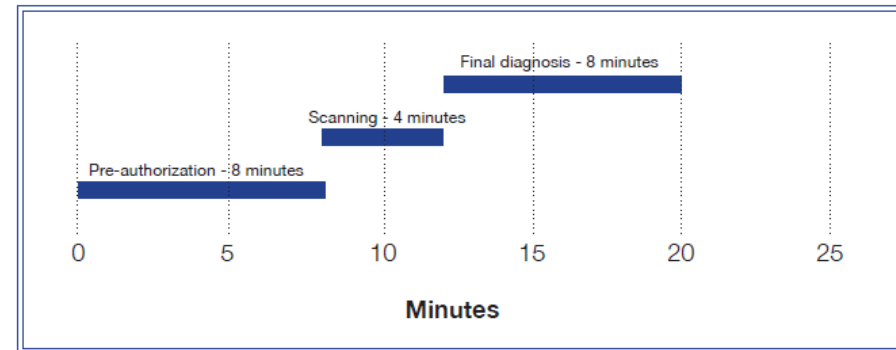 Final diagnosis - 8 minutes
Scanning - 4 minutes
Pre-authorization - 8 minutes
0 5 10 15 20 25
Minutes